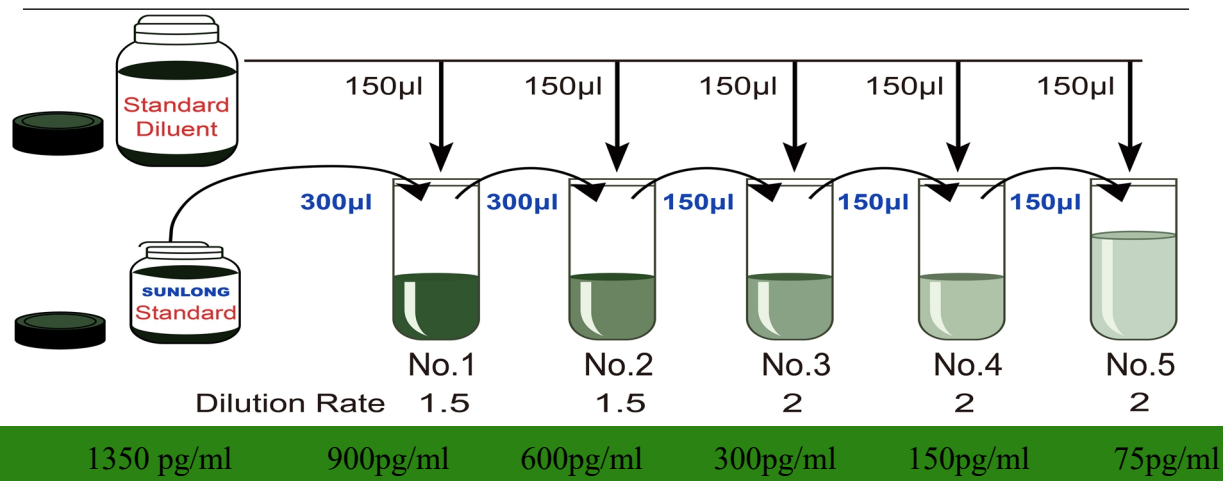 150µl 150µl 150µl 150µl 150µl
Standard
Diluent
300µl 300µl 150µl 150µl 150µl
SUNLONG
Standard
No.1 No.2 No.3 No.4 No.5
Dilution Rate 1.5 1.5 2 2 2
1350 pg/ml 900pg/ml 600pg/ml 300pg/ml 150pg/ml 75pg/ml